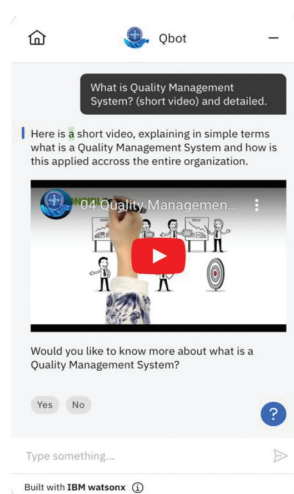 Qbot
What is Quality Management
System? (short video) and detailed.
Here is a short video, explaining in simple terms
what is a Quality Management System and how is
this applied accross the entire organization.
04 Quality Managemen...
Would you like to know more about what is a
Quality Management System?
Yes No
?
Type something...
Built with IBM watsonx